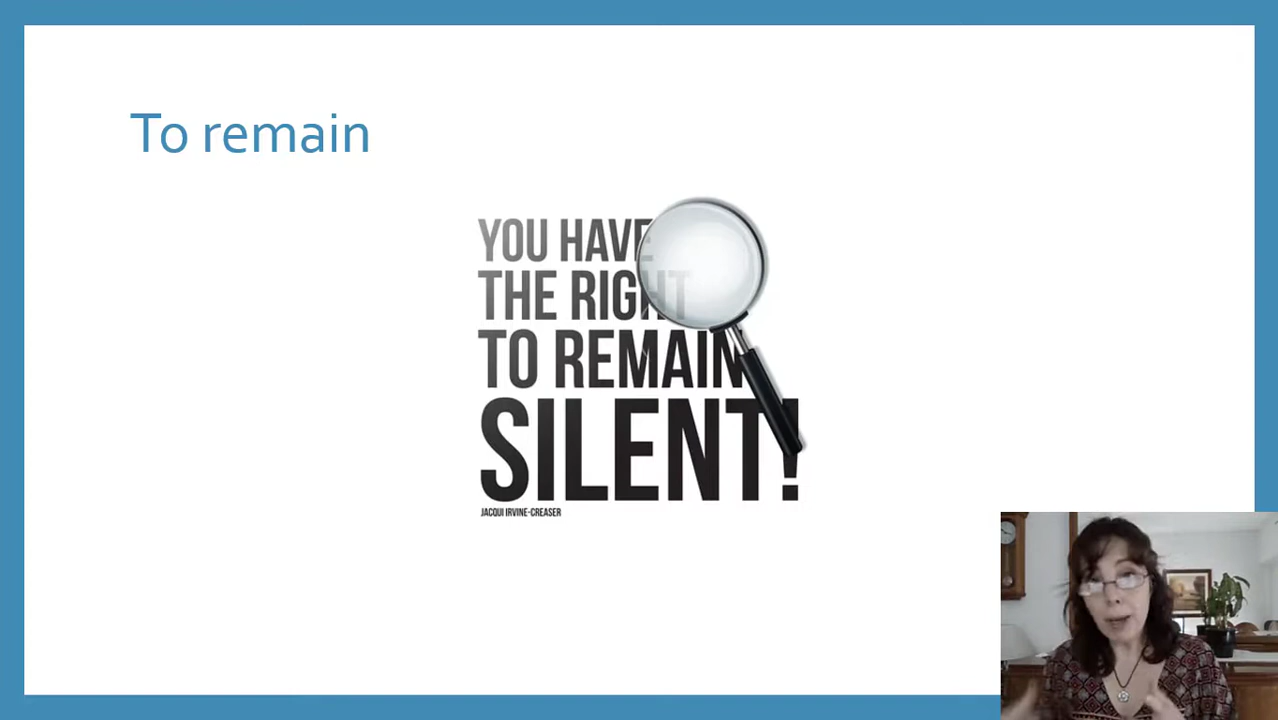 To remain
YOU HAVE
THE RIGHT
TO REMAIN
SILENT!
JACQUI IRVINE-CREASER